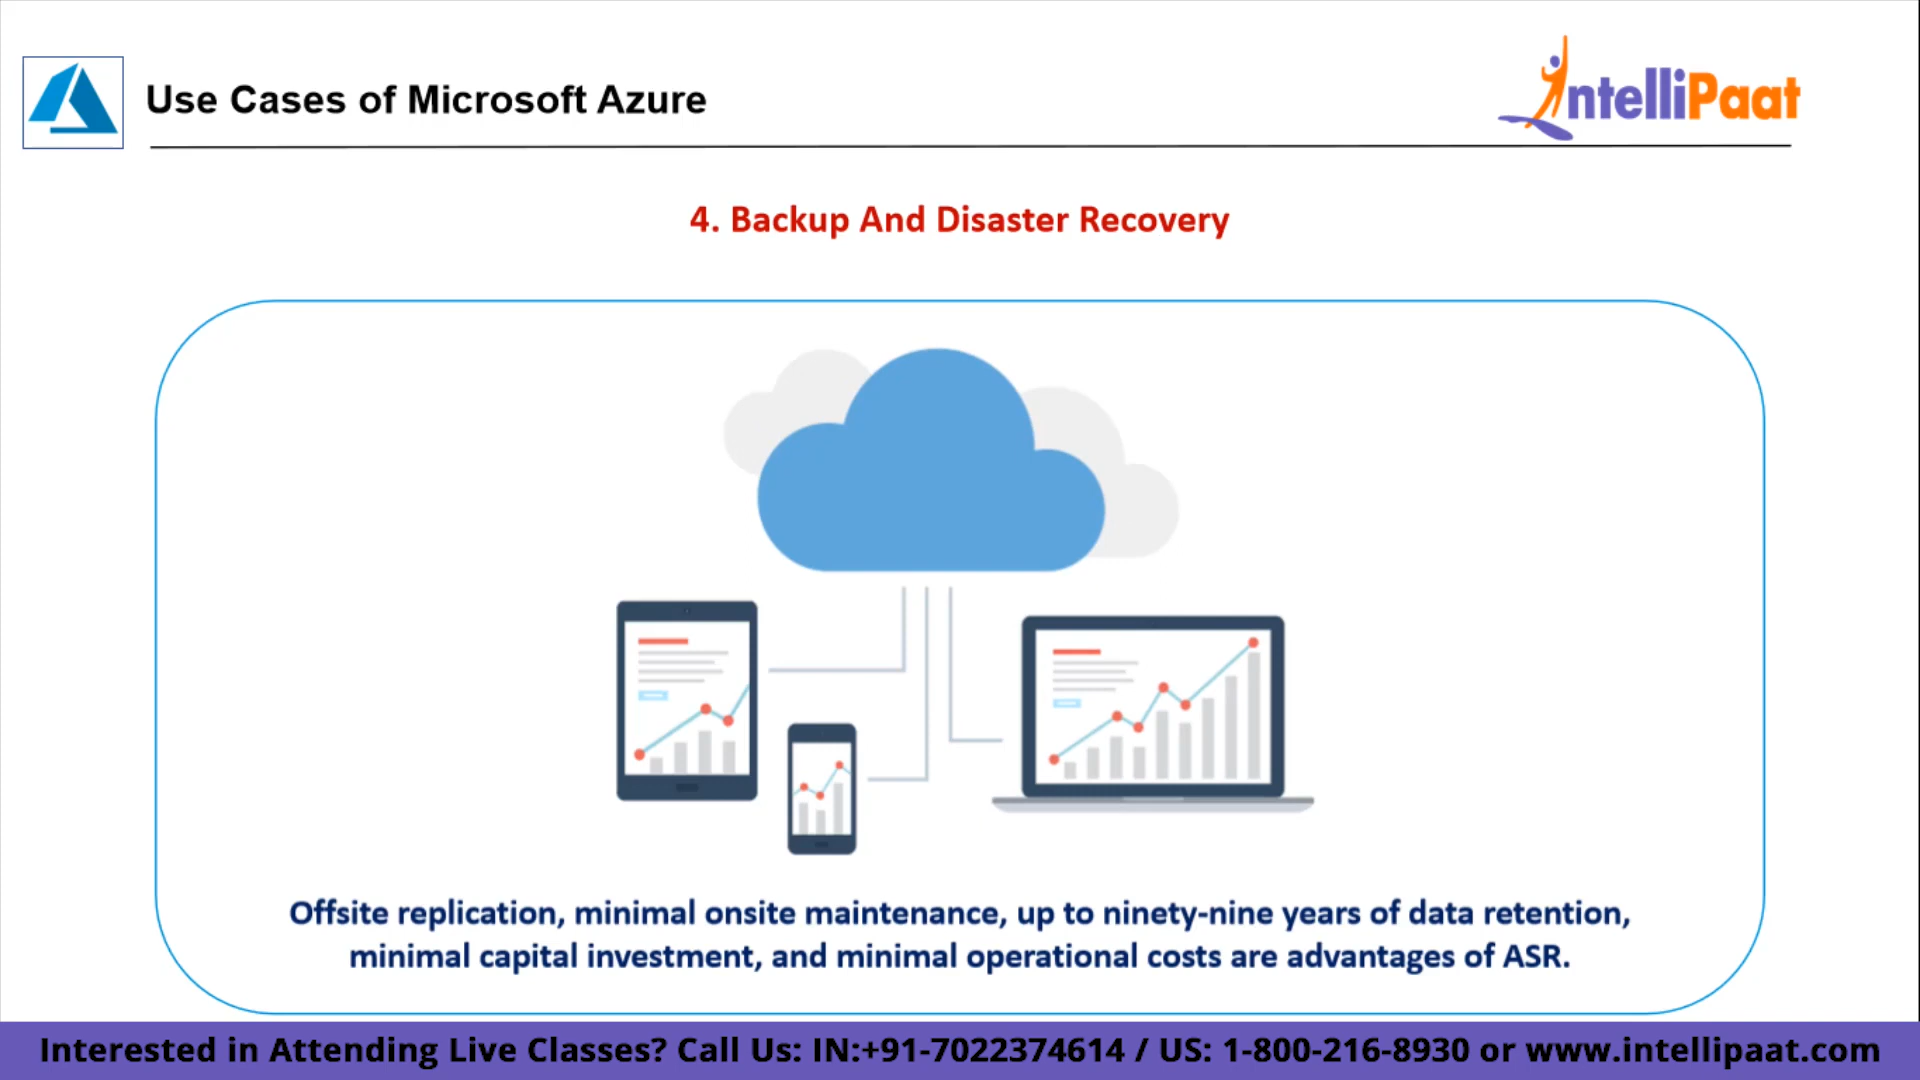 Use Cases of Microsoft Azure
IntelliPaat
4. Backup And Disaster Recovery
Offsite replication, minimal onsite maintenance, up to ninety-nine years of data retention,
minimal capital investment, and minimal operational costs are advantages of ASR.
Interested in Attending Live Classes? Call Us: IN:+91-7022374614 / US: 1-800-216-8930 or www.intellipaat.com